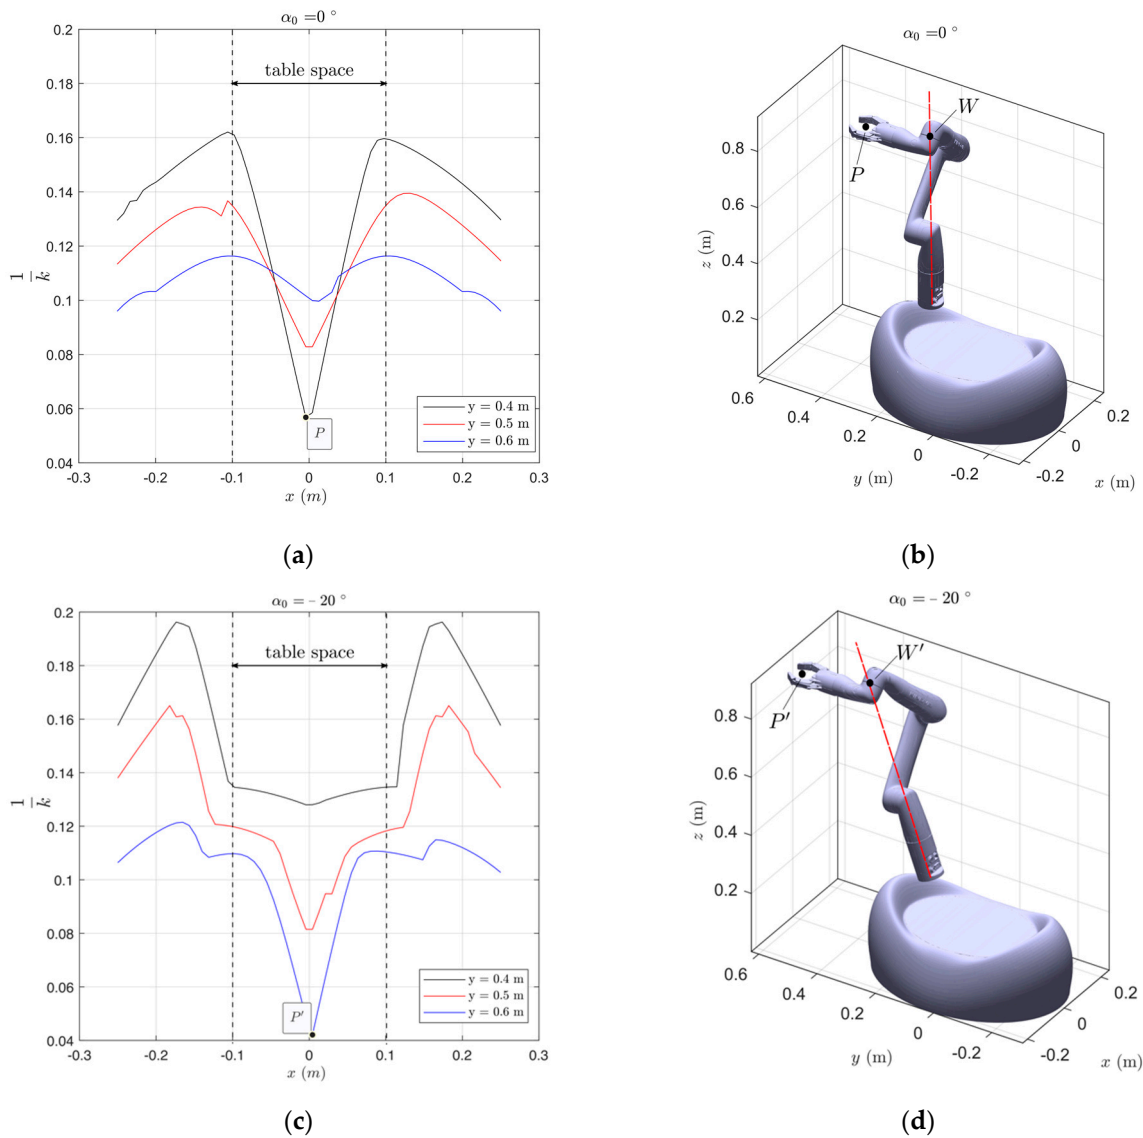 α₀ = 0 °
0.2
0.18
0.16
0.14
0.12
0.1
0.08
0.06
0.04
1/k
table space
P
y = 0.4 m
y = 0.5 m
y = 0.6 m
-0.3 -0.2 -0.1 0 0.1 0.2 0.3
x (m)
(a)
α₀ = 0 °
W
P
0.8
0.6
0.4
0.2
z (m)
0.6 0.4 0.2 0 -0.2
y (m)
-0.2 0 0.2
x (m)
(b)
α₀ = – 20 °
0.2
0.18
0.16
0.14
0.12
0.1
0.08
0.06
0.04
1/k
table space
P′
y = 0.4 m
y = 0.5 m
y = 0.6 m
-0.3 -0.2 -0.1 0 0.1 0.2 0.3
x (m)
(c)
α₀ = – 20 °
W′
P′
0.8
0.6
0.4
0.2
z (m)
0.6 0.4 0.2 0 -0.2
y (m)
-0.2 0 0.2
x (m)
(d)